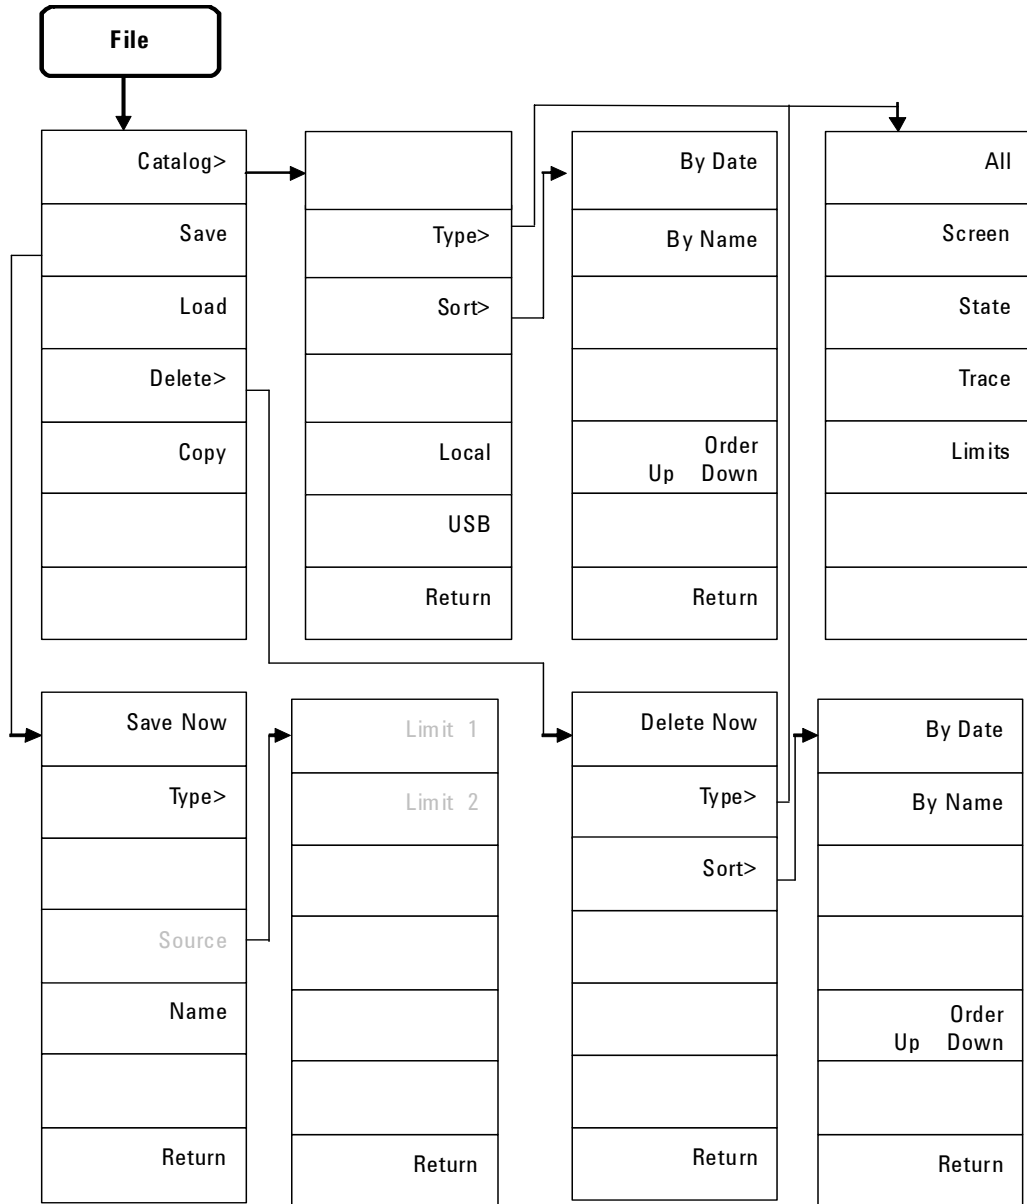 File
Catalog>
Save
Load
Delete>
Copy
Type>
Sort>
Local
USB
Return
By Date
By Name
Order
Up Down
Return
All
Screen
State
Trace
Limits
Save Now
Type>
Source
Name
Return
Limit 1
Limit 2
Return
Delete Now
Type>
Sort>
Return
By Date
By Name
Order
Up Down
Return